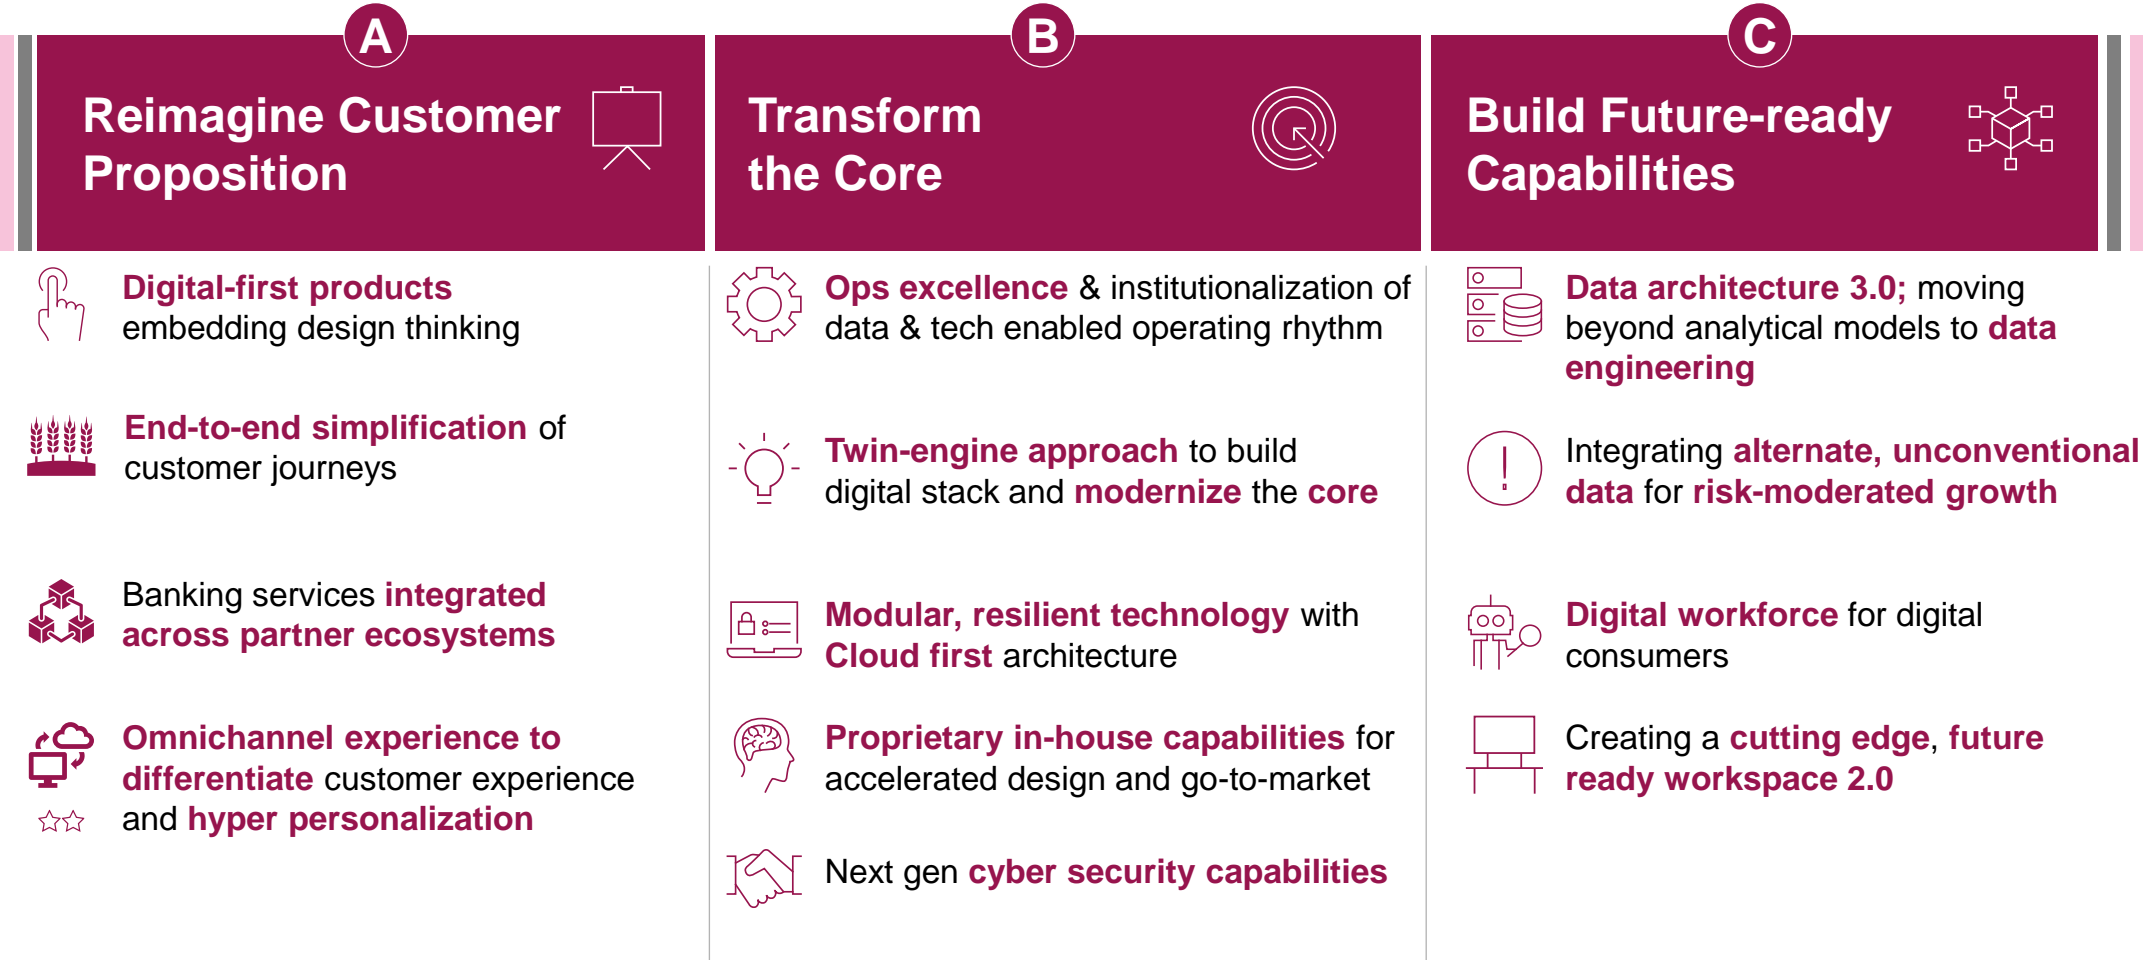 A
Reimagine Customer
Proposition
Digital-first products
embedding design thinking
End-to-end simplification of
customer journeys
Banking services integrated
across partner ecosystems
Omnichannel experience to
differentiate customer experience
and hyper personalization
B
Transform
the Core
Ops excellence & institutionalization of
data & tech enabled operating rhythm
Twin-engine approach to build
digital stack and modernize the core
Modular, resilient technology with
Cloud first architecture
Proprietary in-house capabilities for
accelerated design and go-to-market
Next gen cyber security capabilities
C
Build Future-ready
Capabilities
Data architecture 3.0; moving
beyond analytical models to data
engineering
Integrating alternate, unconventional
data for risk-moderated growth
Digital workforce for digital
consumers
Creating a cutting edge, future
ready workspace 2.0